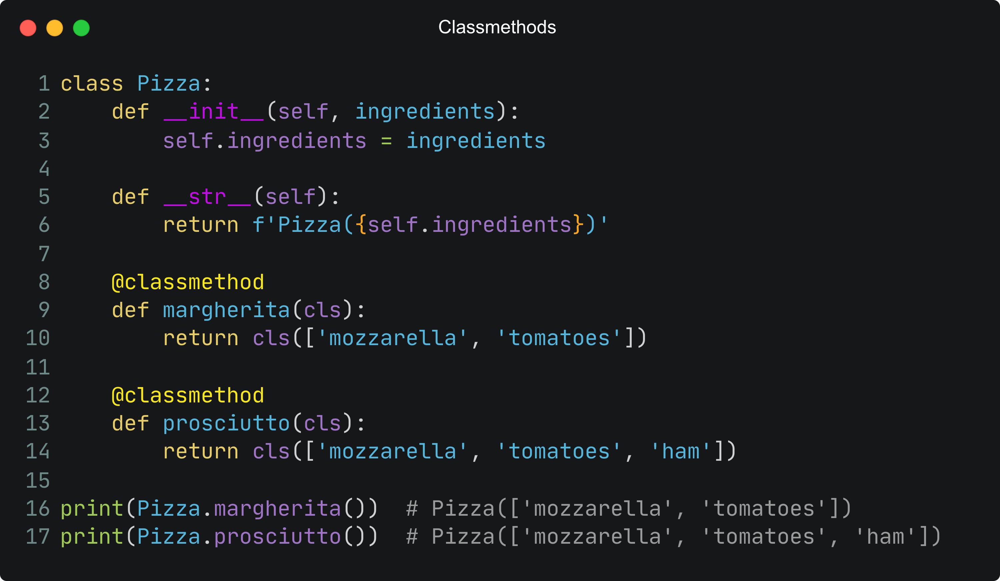 Classmethods
1 class Pizza:
2     def __init__(self, ingredients):
3         self.ingredients = ingredients
4
5     def __str__(self):
6         return f'Pizza({self.ingredients})'
7
8     @classmethod
9     def margherita(cls):
10         return cls(['mozzarella', 'tomatoes'])
11
12     @classmethod
13     def prosciutto(cls):
14         return cls(['mozzarella', 'tomatoes', 'ham'])
15
16 print(Pizza.margherita())  # Pizza(['mozzarella', 'tomatoes'])
17 print(Pizza.prosciutto())  # Pizza(['mozzarella', 'tomatoes', 'ham'])